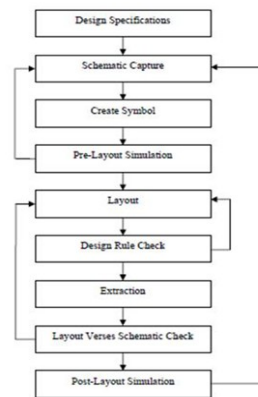 Design Specifications
Schematic Capture
Create Symbol
Pre-Layout Simulation
Layout
Design Rule Check
Extraction
Layout Verses Schematic Check
Post-Layout Simulation